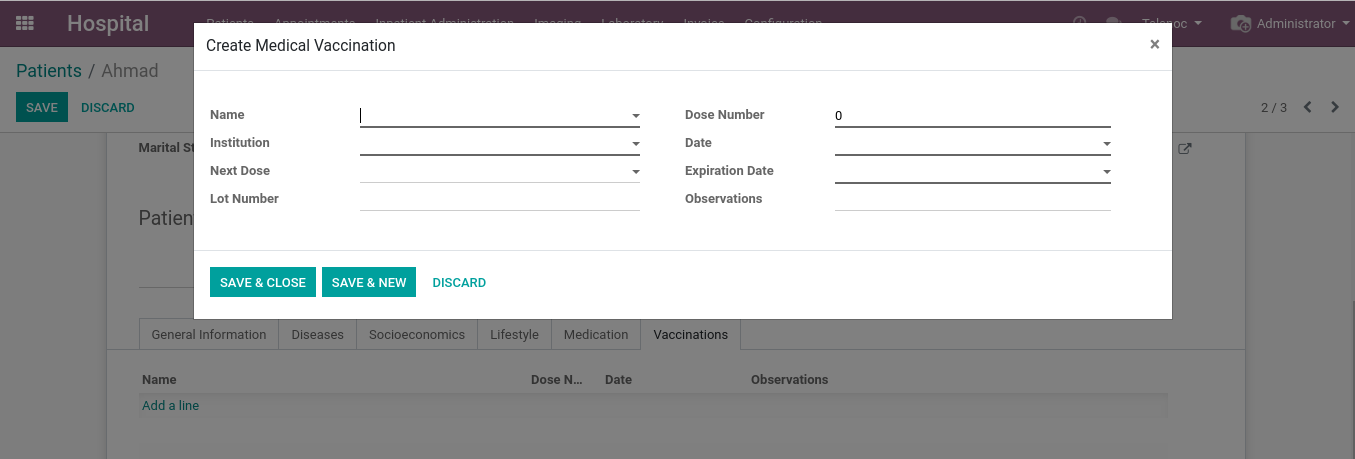 Hospital Patients Appointments Inpatient Administration Imaging Laboratory Invoice Configuration Administrator
Create Medical Vaccination ×
Patients / Ahmad
SAVE DISCARD 2 / 3
Name Dose Number 0
Institution Date
Next Dose Expiration Date
Lot Number Observations
Marital St
Patien
SAVE & CLOSE SAVE & NEW DISCARD
General Information Diseases Socioeconomics Lifestyle Medication Vaccinations
Name Dose N... Date Observations
Add a line